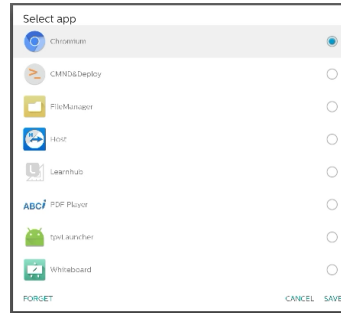 Select app
Chromium
CMND&Deploy
FileManager
Host
Learnhub
ABCi PDF Player
tpvLauncher
Whiteboard
FORGET CANCEL SAVE